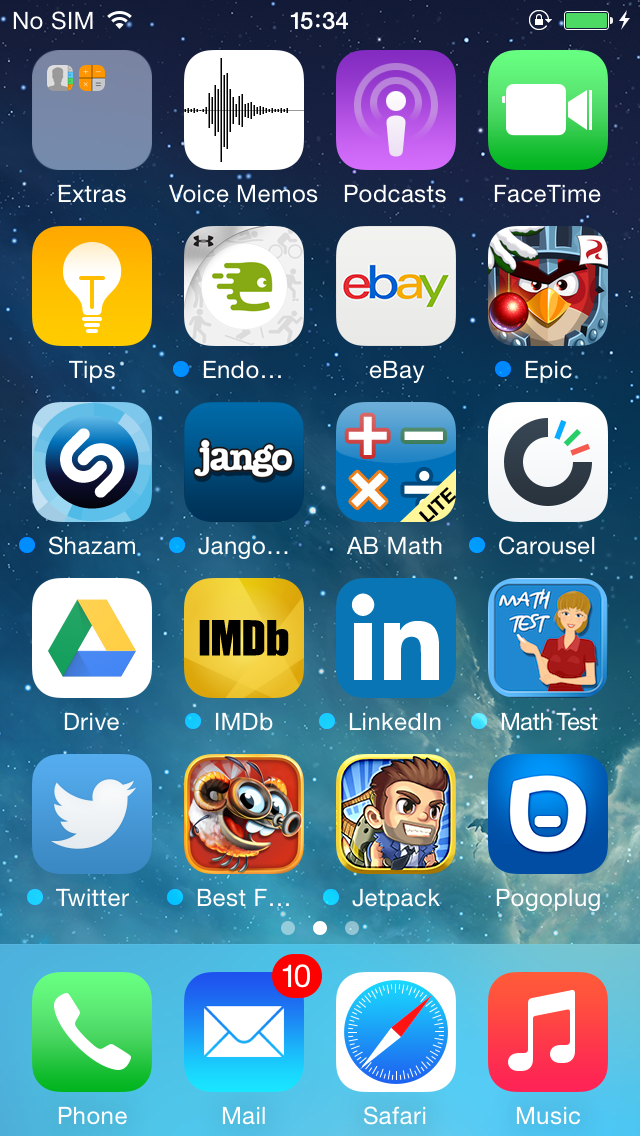 No SIM 15:34
Extras Voice Memos Podcasts FaceTime
ebay
Tips Endo... eBay Epic
jango LITE
Shazam Jango... AB Math Carousel
IMDb in MATH TEST
Drive IMDb LinkedIn Math Test
Twitter Best F... Jetpack Pogoplug
10
Phone Mail Safari Music